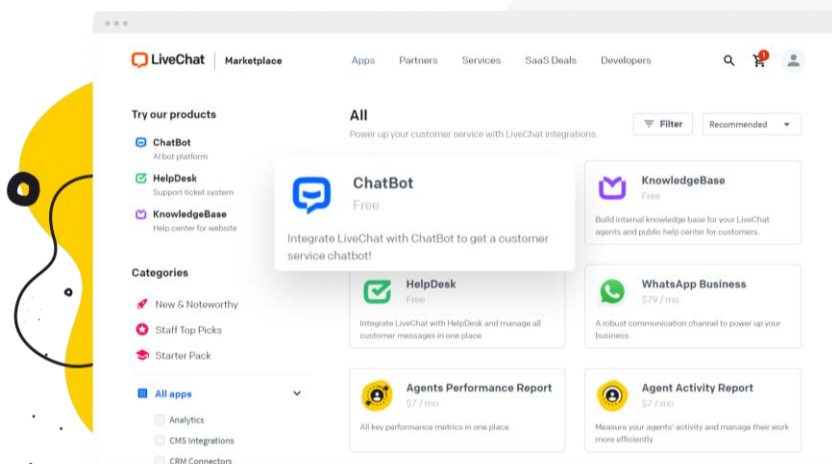 LiveChat Marketplace
Apps Partners Services SaaS Deals Developers
1
Try our products
ChatBot
AI bot platform
HelpDesk
Support ticket system
KnowledgeBase
Help center for website
Categories
New & Noteworthy
Staff Top Picks
Starter Pack
All apps
Analytics
CMS Integrations
CRM Connectors
All
Power up your customer service with LiveChat integrations.
Filter
Recommended
ChatBot
Free
Integrate LiveChat with ChatBot to get a customer
service chatbot!
KnowledgeBase
Free
Build internal knowledge base for your LiveChat
agents and public help center for customers.
HelpDesk
Free
Integrate LiveChat with HelpDesk and manage all
customer messages in one place
WhatsApp Business
$79 / mo
A robust communication channel to power up your
business.
Agents Performance Report
$7 / mo
All key performance metrics in one place
Agent Activity Report
$7 / mo
Measure your agents' activity and manage their work
more efficiently